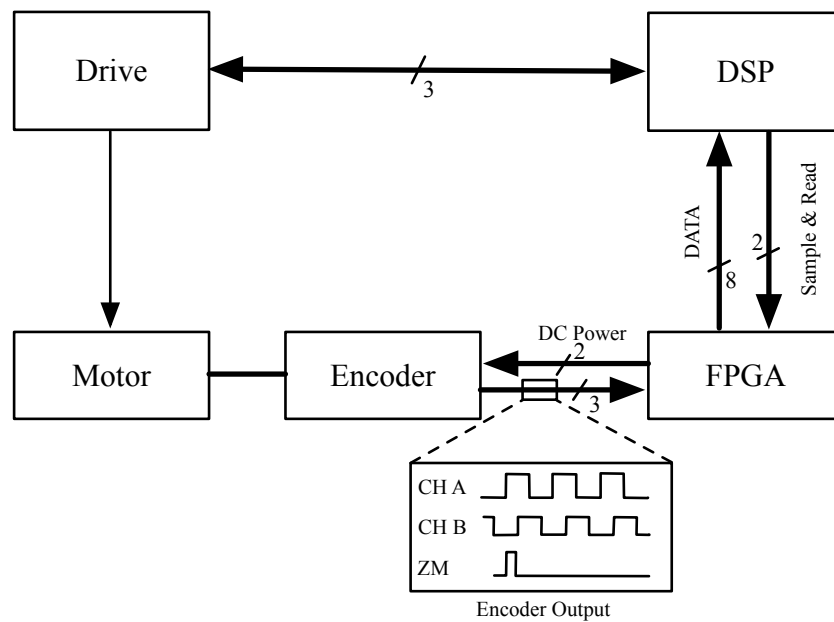 Drive
DSP
3
DATA
8
2
Sample & Read
DC Power
2
Motor
Encoder
FPGA
3
CH A
CH B
ZM
Encoder Output